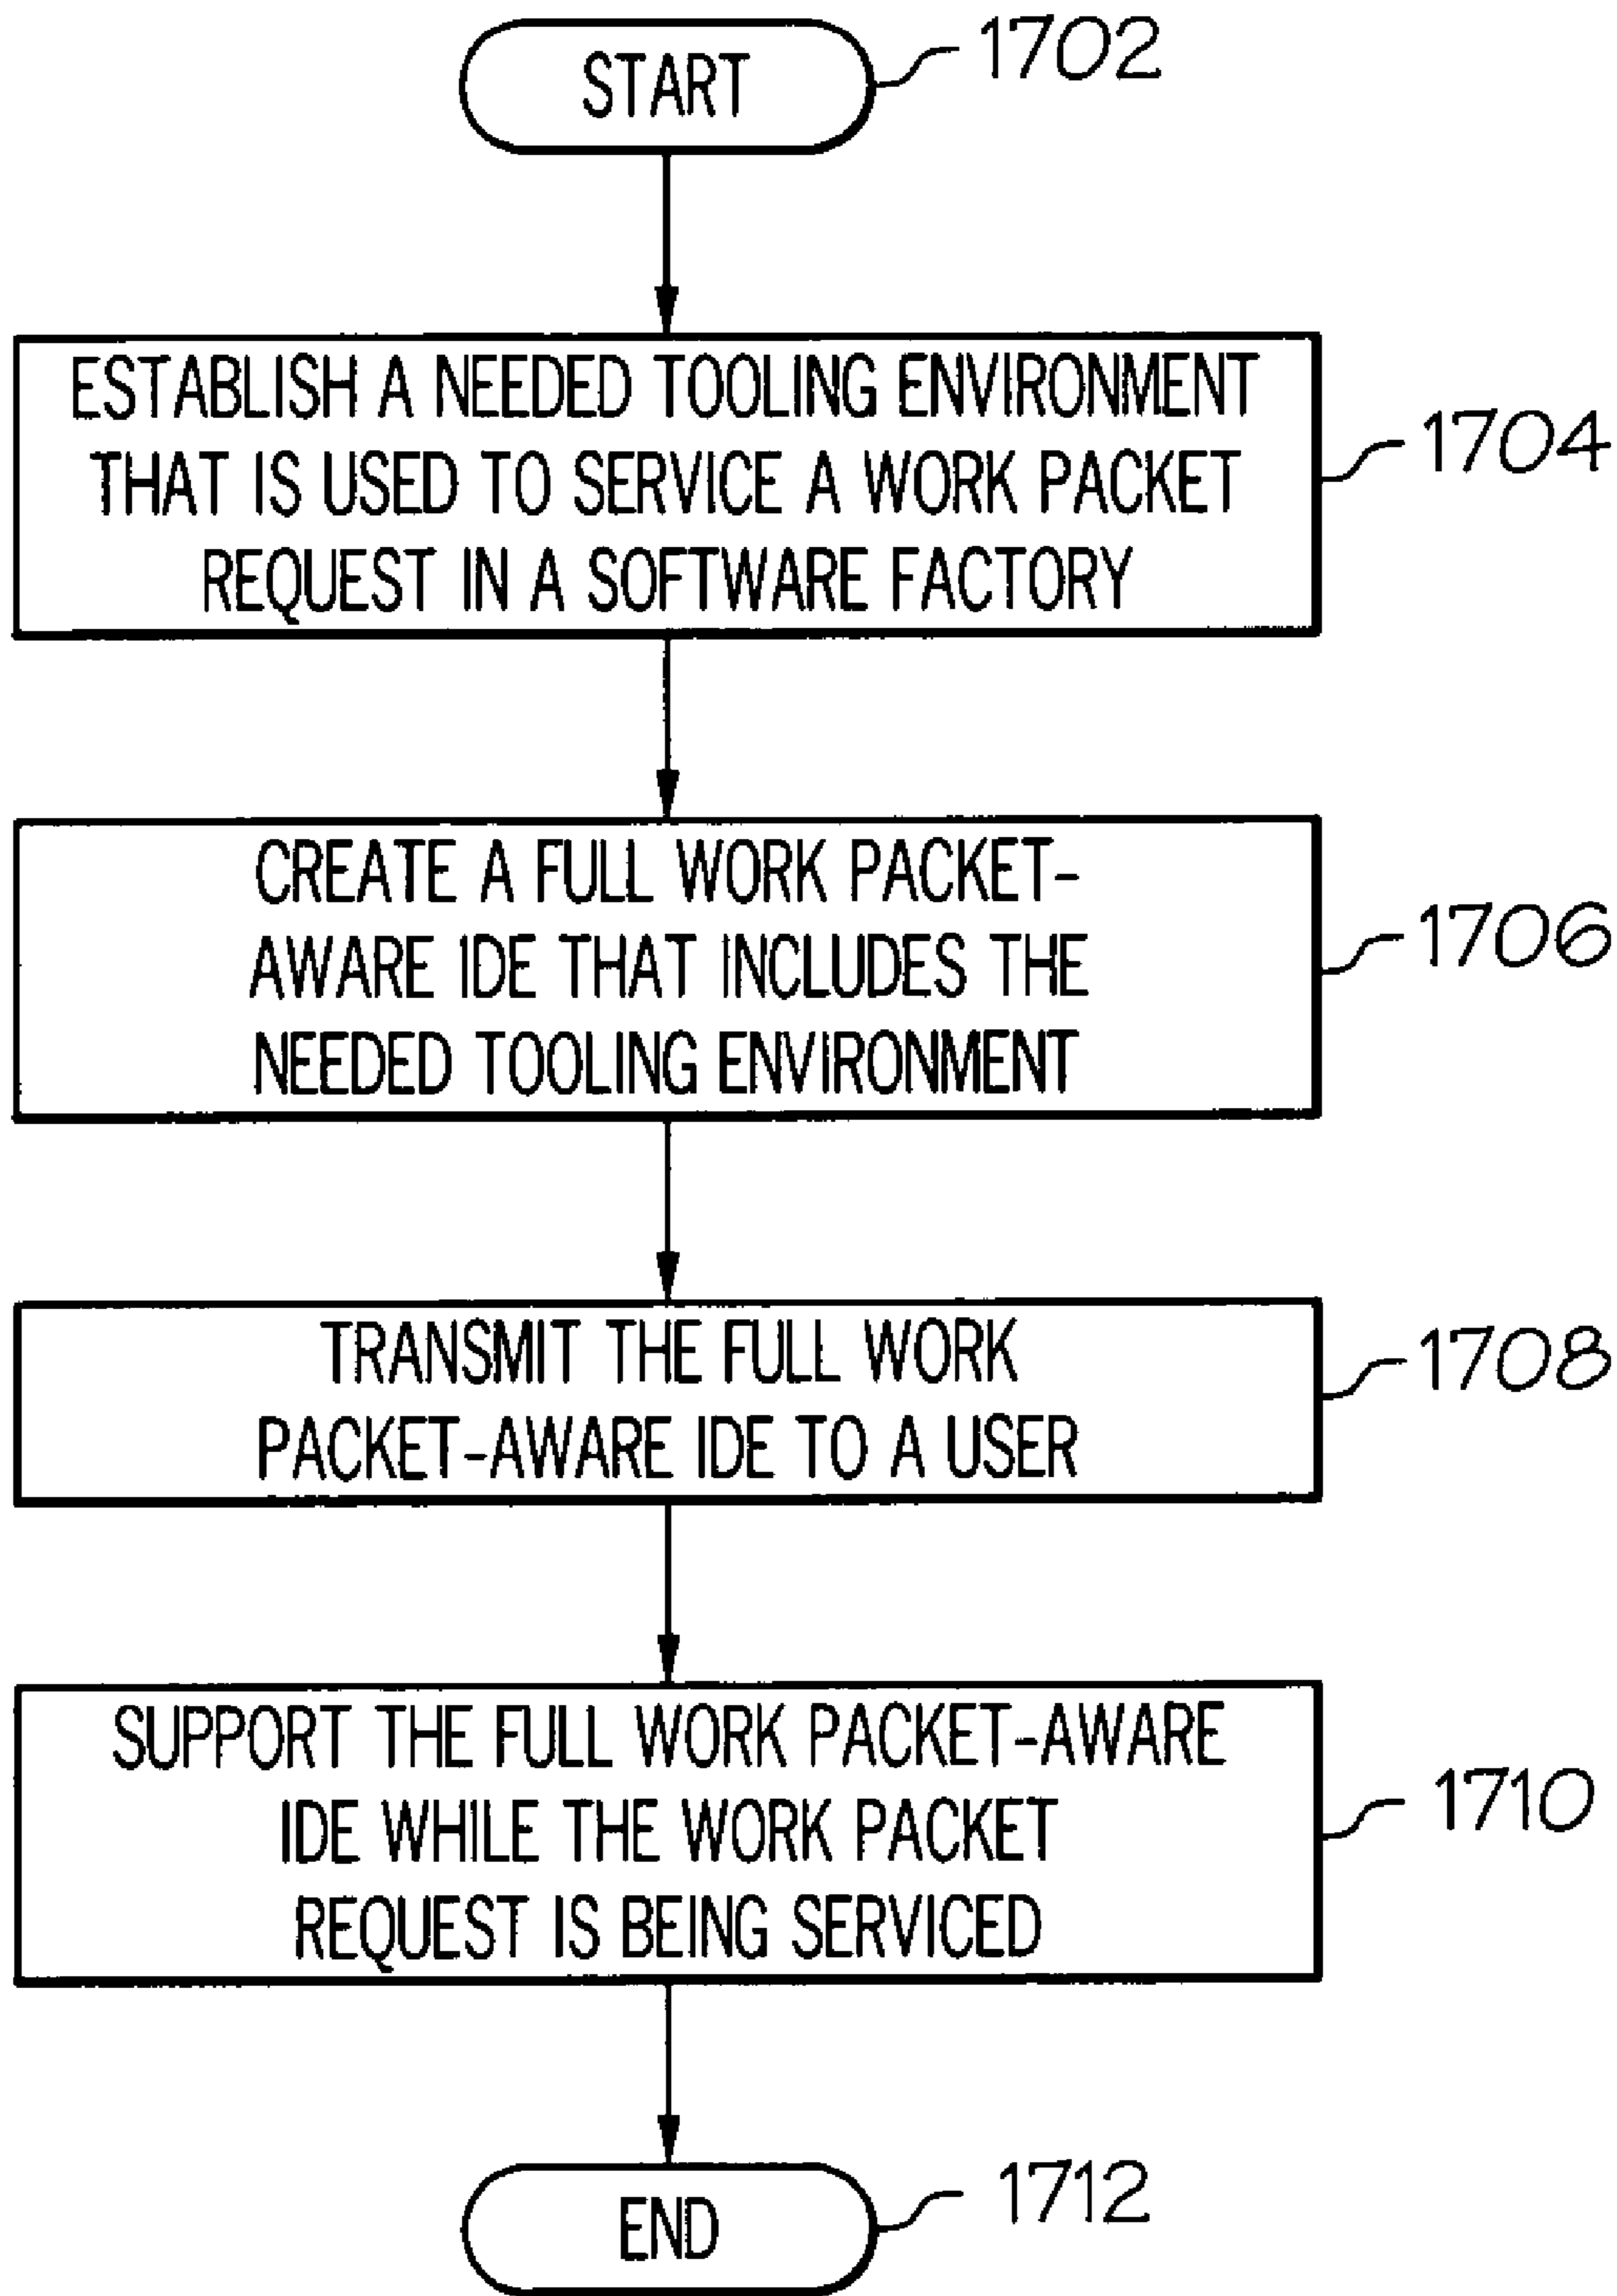 START
1702
ESTABLISH A NEEDED TOOLING ENVIRONMENT
THAT IS USED TO SERVICE A WORK PACKET
REQUEST IN A SOFTWARE FACTORY
1704
CREATE A FULL WORK PACKET-
AWARE IDE THAT INCLUDES THE
NEEDED TOOLING ENVIRONMENT
1706
TRANSMIT THE FULL WORK
PACKET-AWARE IDE TO A USER
1708
SUPPORT THE FULL WORK PACKET-AWARE
IDE WHILE THE WORK PACKET
REQUEST IS BEING SERVICED
1710
END
1712